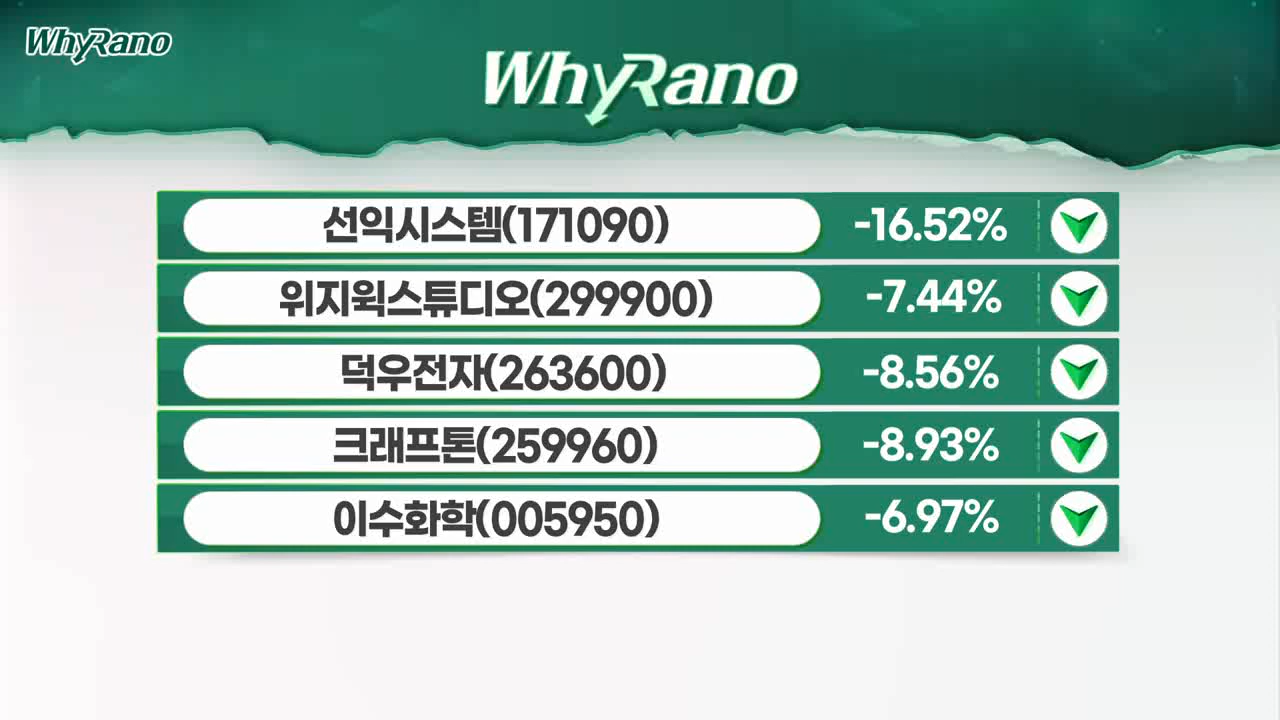 WhyRano
WhyRano
선익시스템(171090) -16.52%
위지윅스튜디오(299900) -7.44%
덕우전자(263600) -8.56%
크래프톤(259960) -8.93%
이수화학(005950) -6.97%